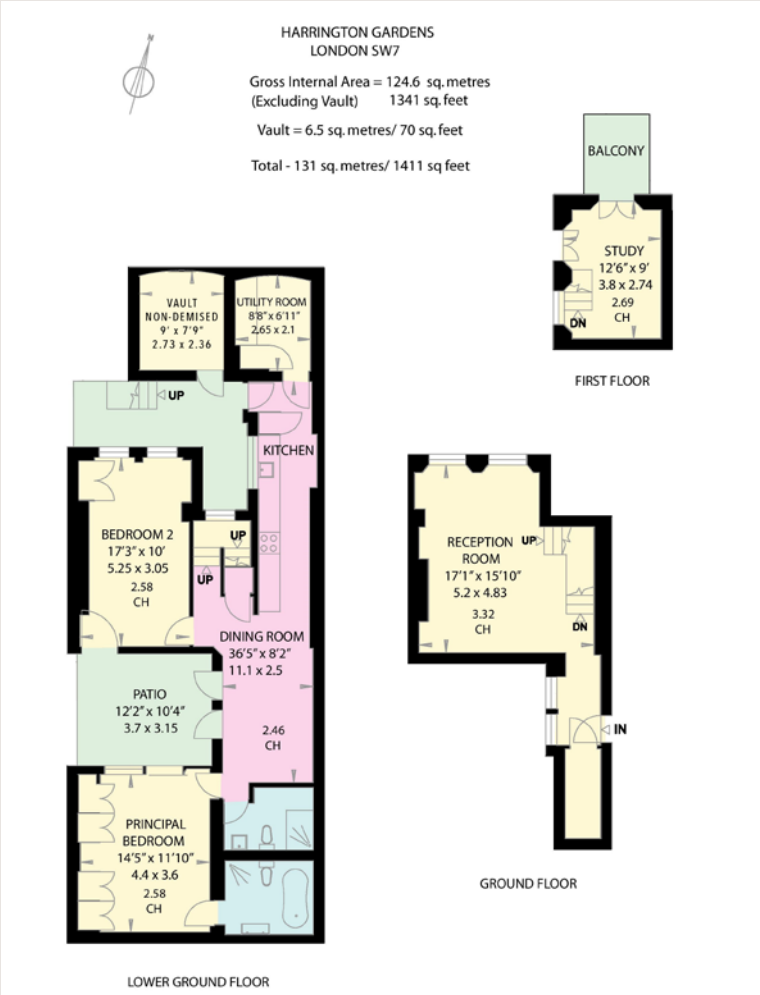 N
HARRINGTON GARDENS
LONDON SW7
Gross Internal Area = 124.6 sq.metres
(Excluding Vault) 1341 sq.feet
Vault = 6.5 sq.metres/ 70 sq.feet
Total - 131 sq.metres/ 1411 sq feet
BALCONY
STUDY
12'6" x 9'
3.8 x 2.74
2.69
CH
DN
FIRST FLOOR
VAULT
NON-DEMISED
9' x 7'9"
2.73 x 2.36
UTILITY ROOM
8'8" x 6'11"
2.65 x 2.1
UP
KITCHEN
BEDROOM 2
17'3" x 10'
5.25 x 3.05
2.58
CH
UP
UP
DINING ROOM
36'5" x 8'2"
11.1 x 2.5
2.46
CH
PATIO
12'2" x 10'4"
3.7 x 3.15
PRINCIPAL
BEDROOM
14'5" x 11'10"
4.4 x 3.6
2.58
CH
LOWER GROUND FLOOR
RECEPTION
ROOM
17'1" x 15'10"
5.2 x 4.83
3.32
CH
UP
DN
IN
GROUND FLOOR